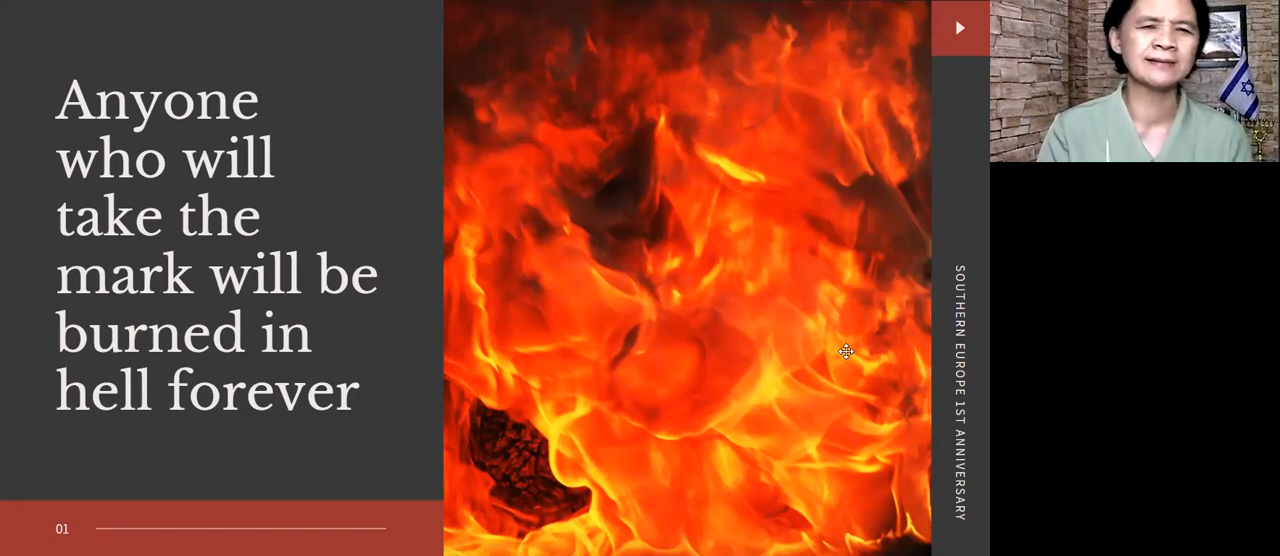 Anyone
who will
take the
mark will be
burned in
hell forever
01
SOUTHERN EUROPE 1ST ANNIVERSARY